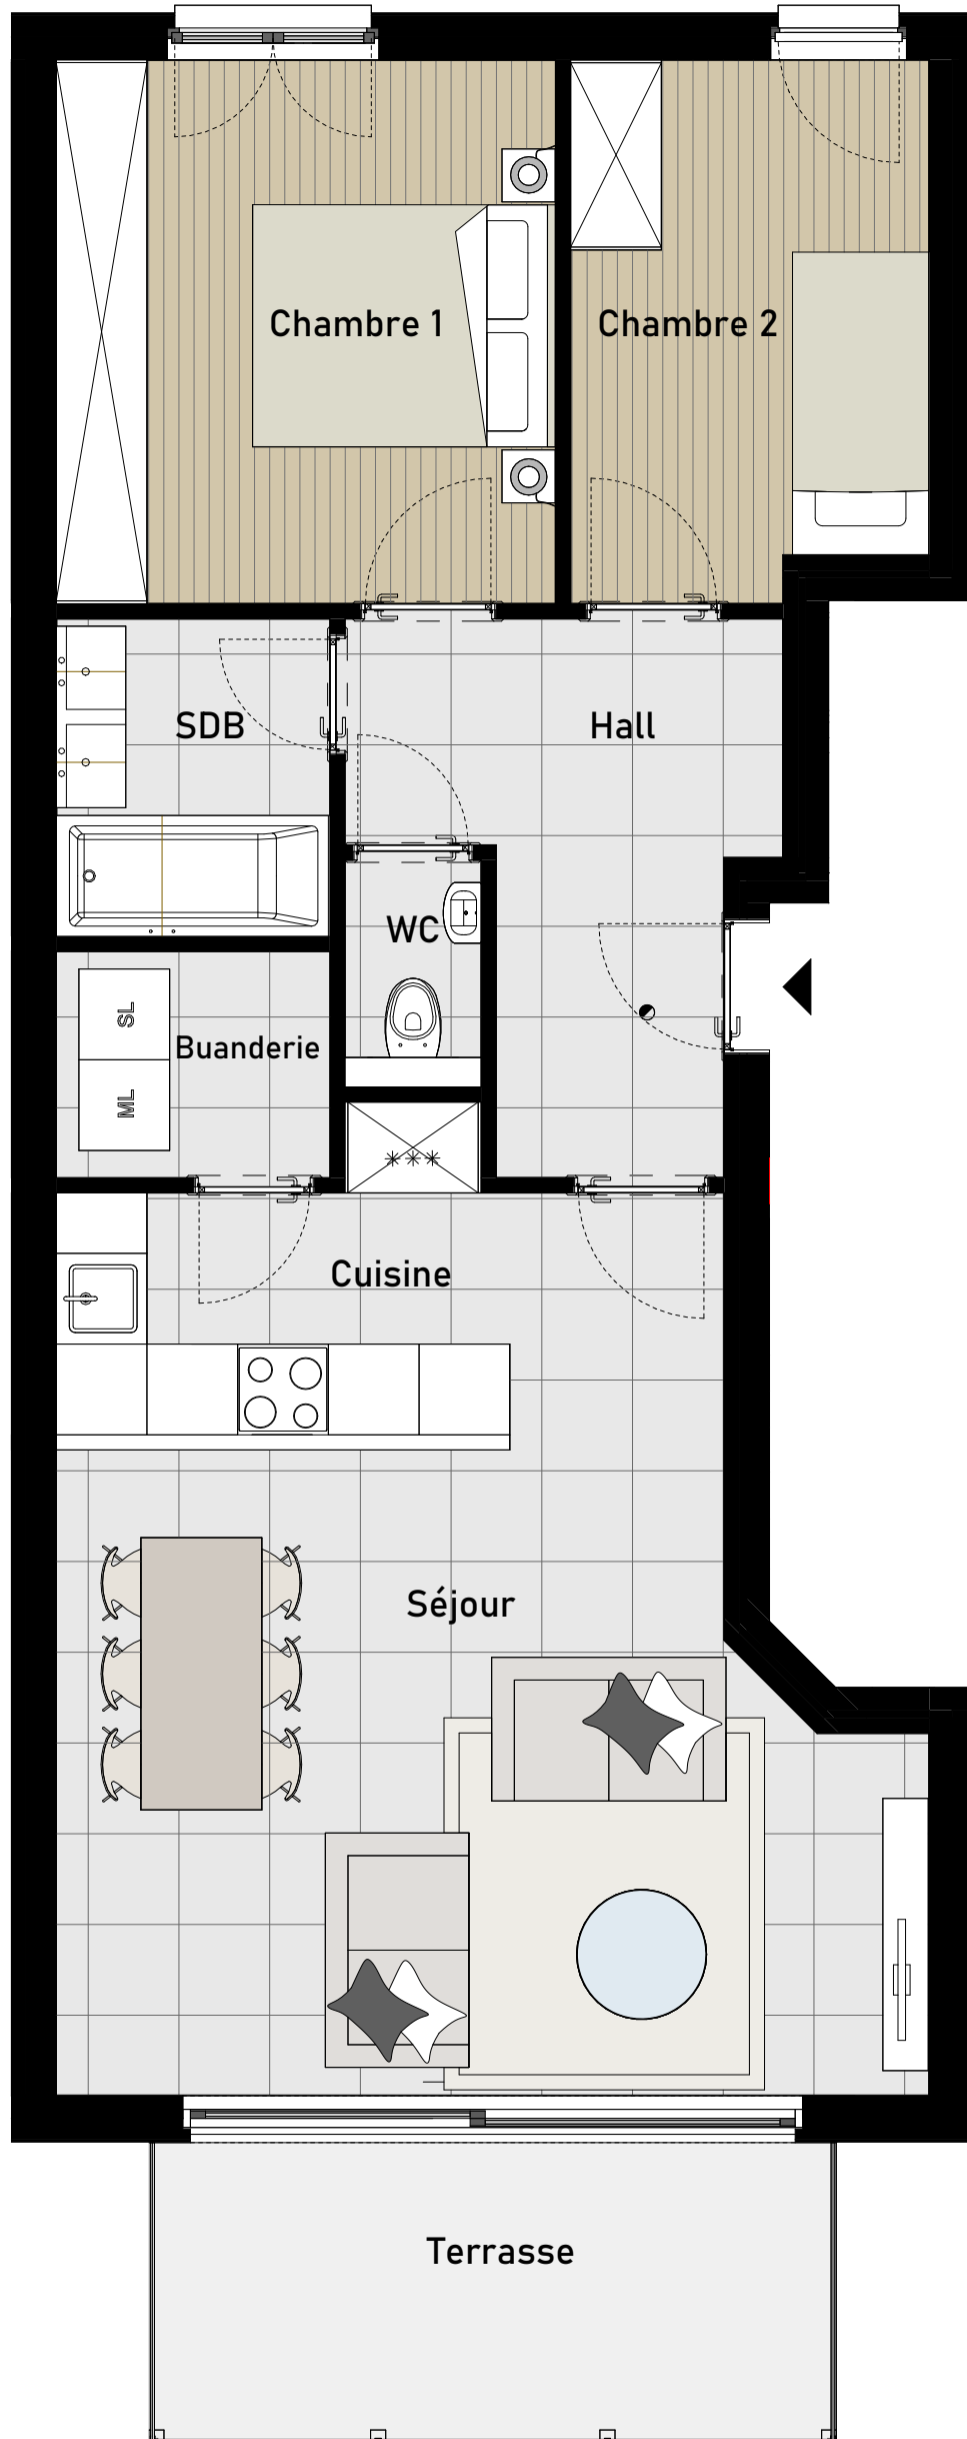 Chambre 1
Chambre 2
SDB
Hall
WC
SL
Buanderie
ML
Cuisine
Séjour
Terrasse